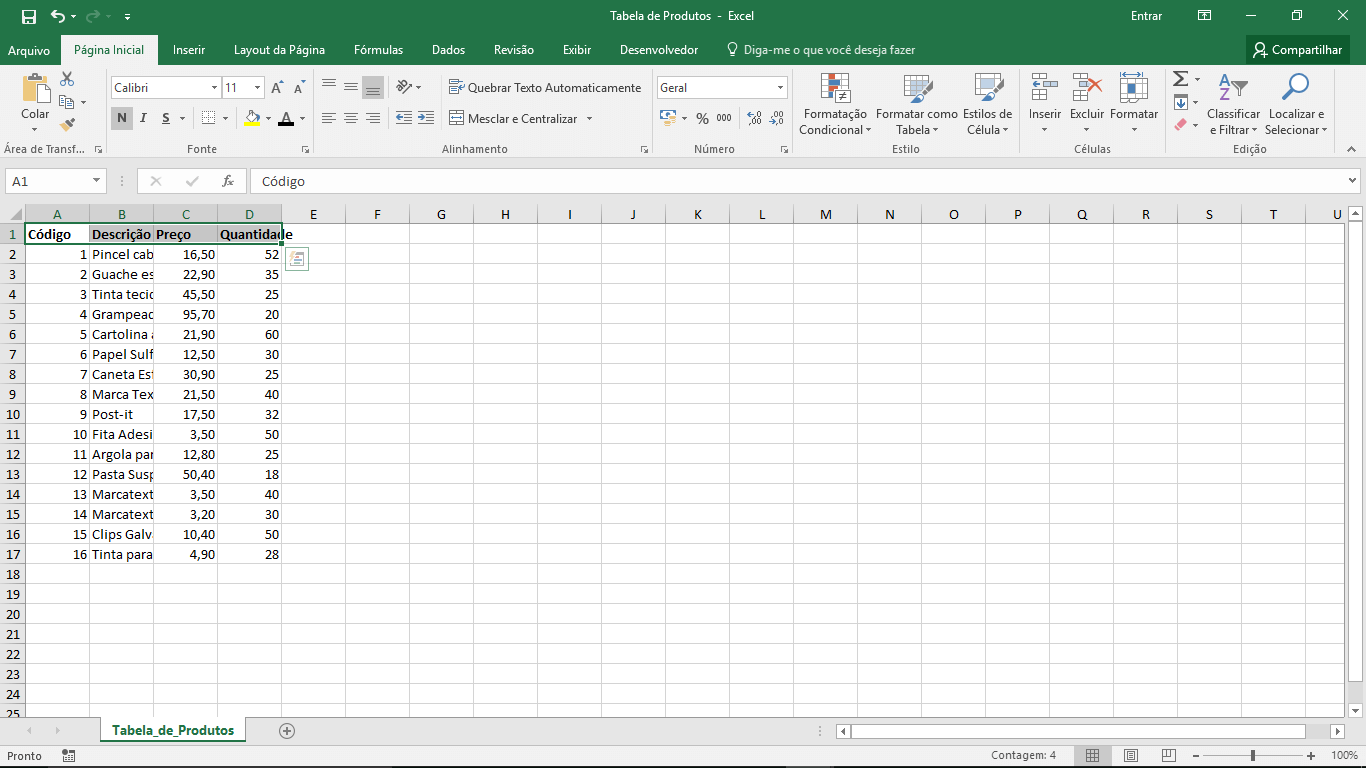 Tabela de Produtos - Excel
Entrar
Arquivo Página Inicial Inserir Layout da Página Fórmulas Dados Revisão Exibir Desenvolvedor Diga-me o que você deseja fazer Compartilhar
Colar
Área de Transf...
Calibri 11
N I S A
Fonte
Quebrar Texto Automaticamente
Mesclar e Centralizar
Alinhamento
Geral
% 000
Número
Formatação Condicional
Formatar como Tabela
Estilos de Célula
Estilo
Inserir Excluir Formatar
Células
Classificar e Filtrar
Localizar e Selecionar
Edição
A1 fx Código
A B C D E F G H I J K L M N O P Q R S T U
1 Código Descrição Preço Quantidade
2 1 Pincel cab 16,50 52
3 2 Guache es 22,90 35
4 3 Tinta tecid 45,50 25
5 4 Grampead 95,70 20
6 5 Cartolina a 21,90 60
7 6 Papel Sulf 12,50 30
8 7 Caneta Est 30,90 25
9 8 Marca Tex 21,50 40
10 9 Post-it 17,50 32
11 10 Fita Adesi 3,50 50
12 11 Argola par 12,80 25
13 12 Pasta Susp 50,40 18
14 13 Marcatext 3,50 40
15 14 Marcatext 3,20 30
16 15 Clips Galv 10,40 50
17 16 Tinta para 4,90 28
18
19
20
21
22
23
24
25
Tabela_de_Produtos
Pronto Contagem: 4 100%